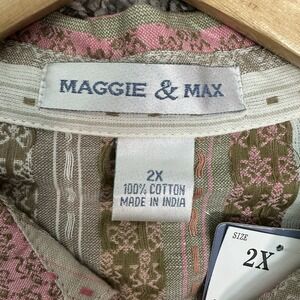 MAGGIE & MAX
2X
100% COTTON
MADE IN INDIA
SIZE
2X